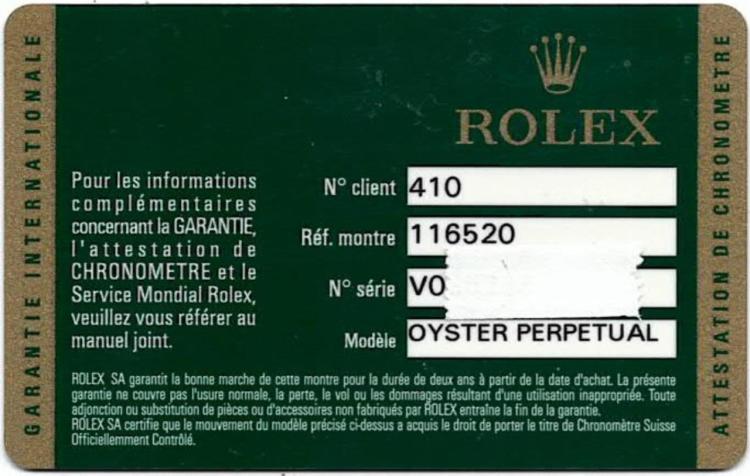 GARANTIE INTERNATIONALE
ROLEX
Pour les informations
complémentaires
concernant la GARANTIE,
l'attestation de
CHRONOMETRE et le
Service Mondial Rolex,
veuillez vous référer au
manuel joint.
N° client 410
Réf. montre 116520
N° série V0
Modèle OYSTER PERPETUAL
ROLEX SA garantit la bonne marche de cette montre pour la durée de deux ans à partir de la date d'achat. La présente
garantie ne couvre pas l'usure normale, la perte, le vol ou les dommages résultant d'une utilisation inappropriée. Toute
adjonction ou substitution de pièces ou d'accessoires non fabriqués par ROLEX entraîne la fin de la garantie.
ROLEX SA certifie que le mouvement du modèle précisé ci-dessus a acquis le droit de porter le titre de Chronomètre Suisse
Officiellement Contrôlé.
ATTESTATION DE CHRONOMETRE